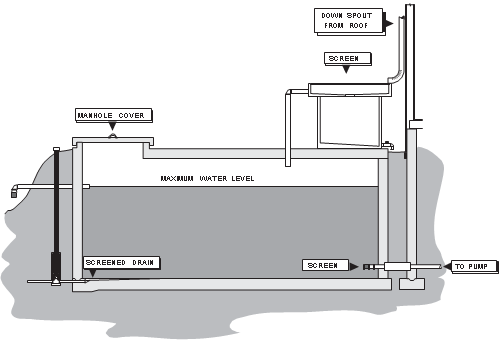 DOWN SPOUT
FROM ROOF
SCREEN
MANHOLE COVER
MAXIMUM WATER LEVEL
SCREENED DRAIN
SCREEN
TO PUMP